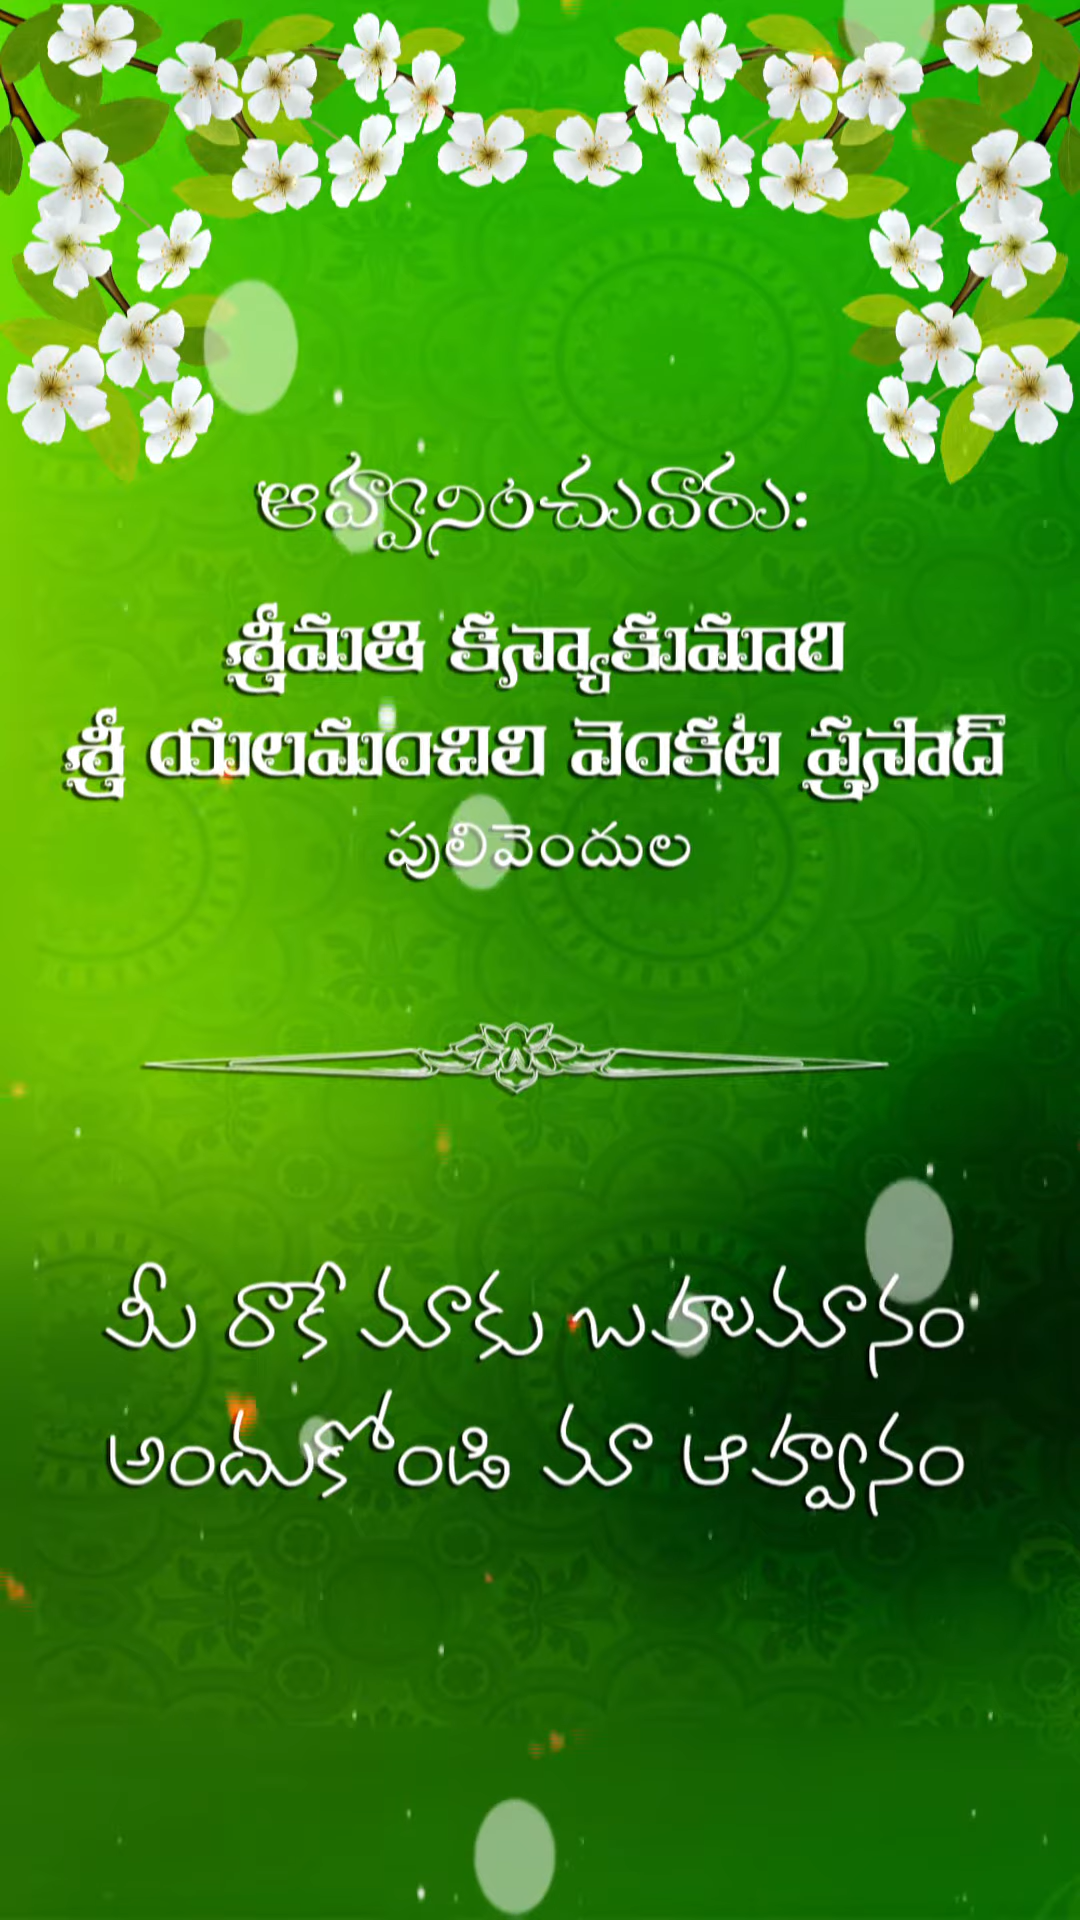 ఆహ్వానించువారు:
శ్రీమతి కన్యాకుమారి
శ్రీ యలమంచిలి వెంకట ప్రసాద్
పులివెందుల
మీ రాకే మాకు బహుమానం
అందుకోండి మా ఆహ్వానం